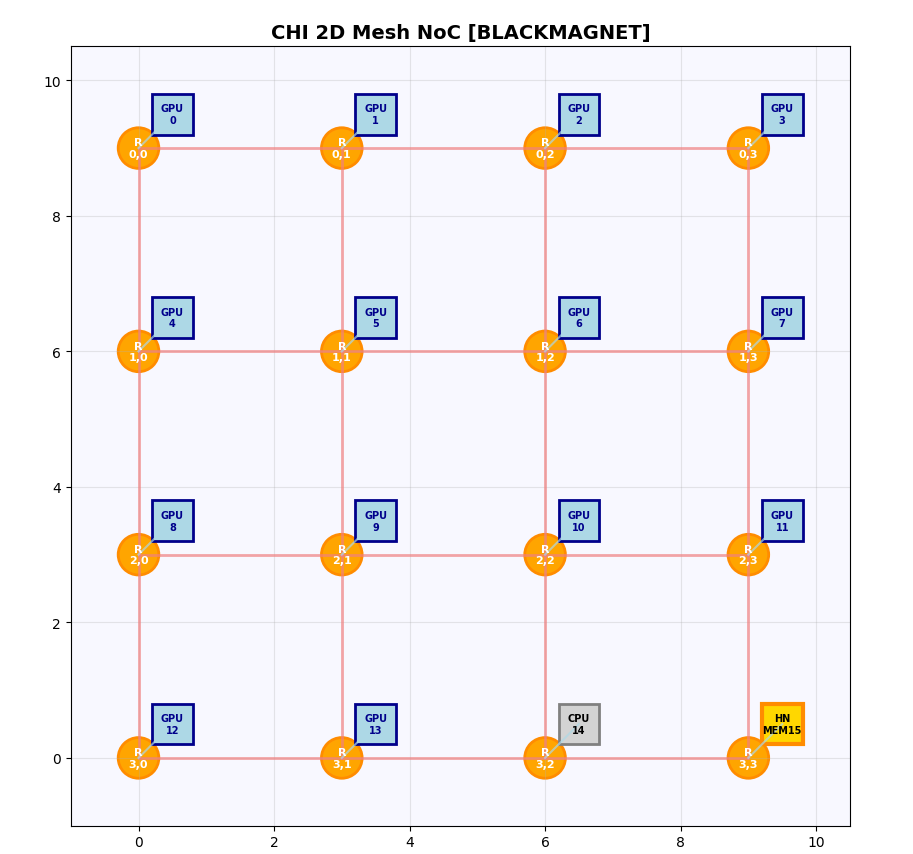 CHI 2D Mesh NoC [BLACKMAGNET]
10
GPU
0
GPU
1
GPU
2
GPU
3
R
0,0
R
0,1
R
0,2
R
0,3
8
GPU
4
GPU
5
GPU
6
GPU
7
6
R
1,0
R
1,1
R
1,2
R
1,3
4
GPU
8
GPU
9
GPU
10
GPU
11
R
2,0
R
2,1
R
2,2
R
2,3
2
GPU
12
GPU
13
CPU
14
HN
MEM15
0
R
3,0
R
3,1
R
3,2
R
3,3
0
2
4
6
8
10